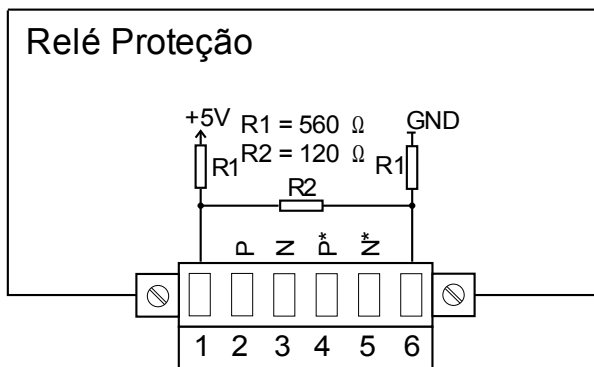 Relé Proteção
+5V R1 = 560 Ω GND
R1 R2 = 120 Ω R1
R2
P N P* N*
1 2 3 4 5 6